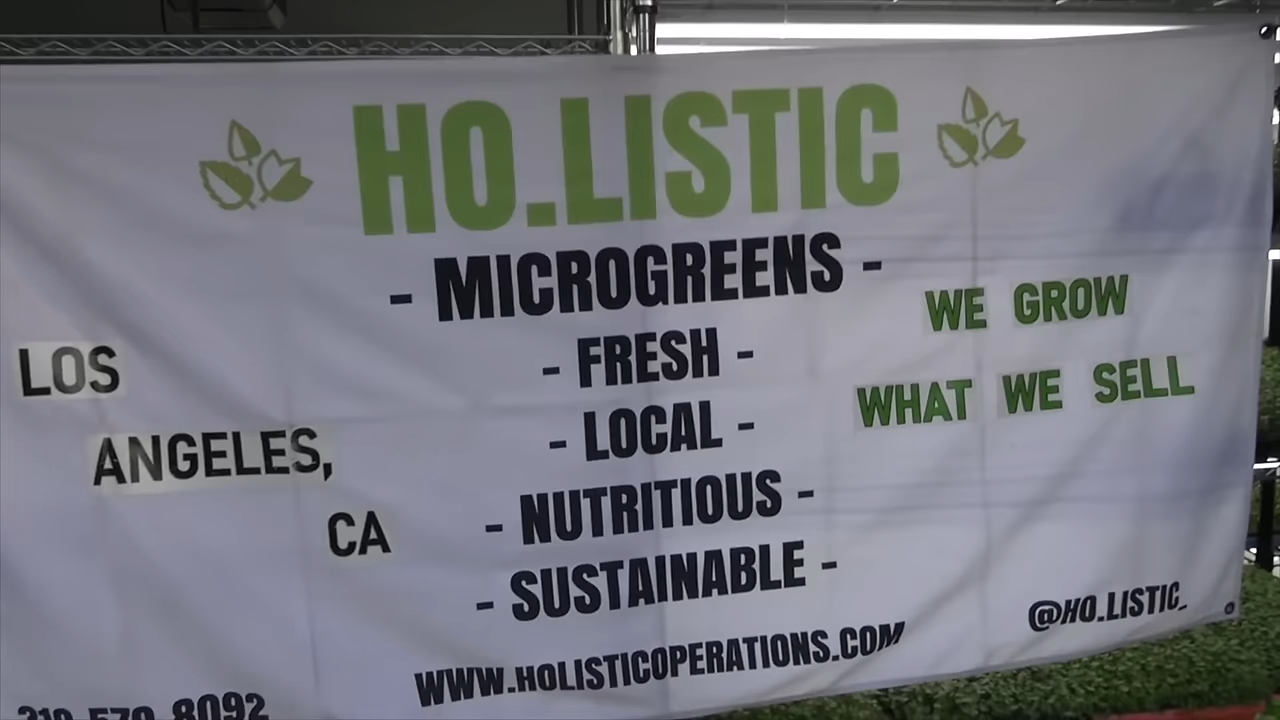 HO.LISTIC
- MICROGREENS -
- FRESH -
- LOCAL -
- NUTRITIOUS -
- SUSTAINABLE -
LOS
ANGELES,
CA
WE GROW
WHAT WE SELL
WWW.HOLISTICOPERATIONS.COM
@HO.LISTIC_
8092